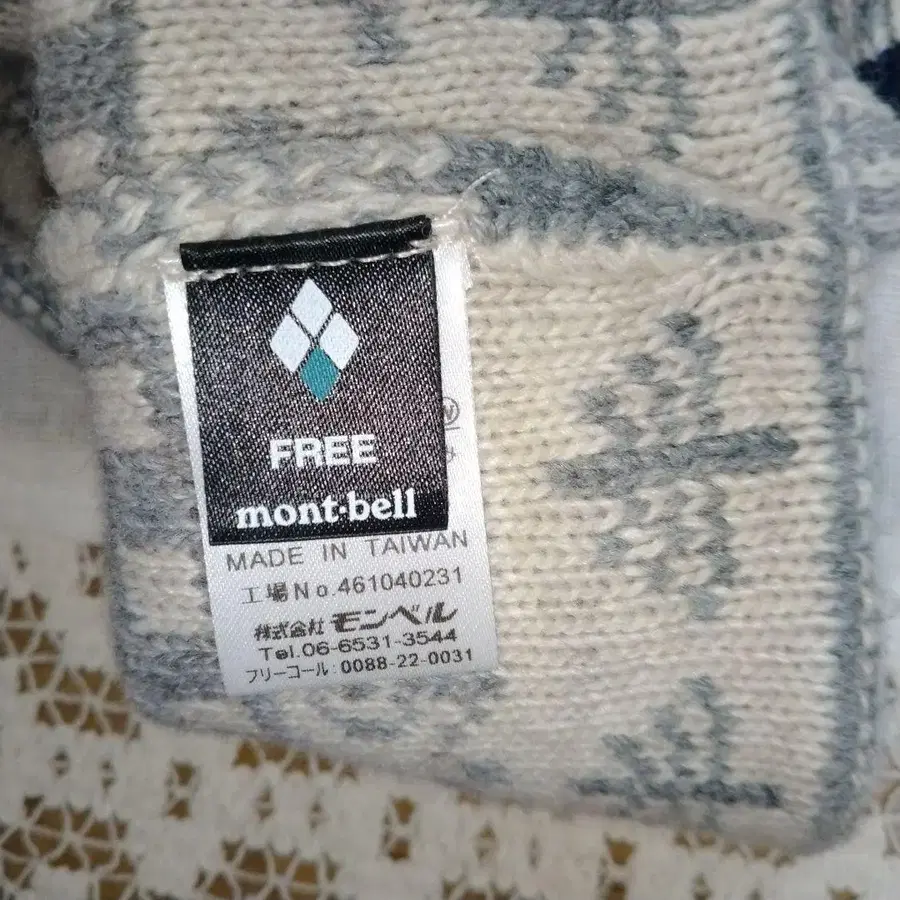 FREE
mont·bell
MADE IN TAIWAN
工場No.461040231
株式会社 モンベル
Tel.06-6531-3544
フリーコール:0088-22-0031